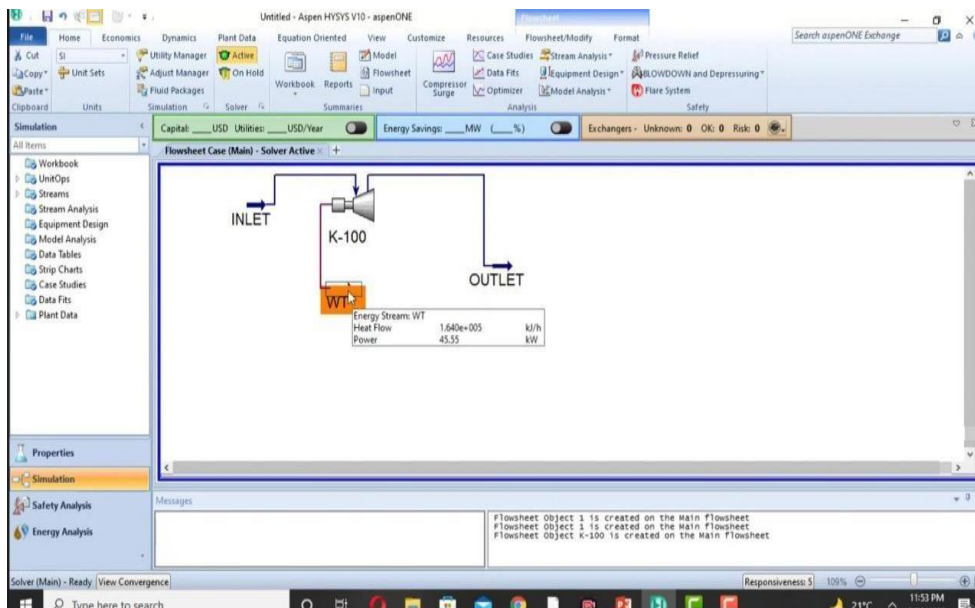 Untitled - Aspen HYSYS V10 - aspenONE
Flowsheet
File Home Economics Dynamics Plant Data Equation Oriented View Customize Resources Flowsheet/Modify Format
Search aspenONE Exchange
Cut SI Utility Manager Active Model Case Studies Stream Analysis Pressure Relief
Copy Unit Sets Adjust Manager On Hold Flowsheet Data Fits Equipment Design BLOWDOWN and Depressuring
Paste Fluid Packages Workbook Reports Input Compressor Surge Optimizer Model Analysis Flare System
Clipboard Units Simulation Solver Summaries Analysis Safety
Simulation
Capital: ____USD Utilities: ____USD/Year Energy Savings: ____MW (____%) Exchangers - Unknown: 0 OK: 0 Risk: 0
All Items
Flowsheet Case (Main) - Solver Active
Workbook
UnitOps
Streams
Stream Analysis
Equipment Design
Model Analysis
Data Tables
Strip Charts
Case Studies
Data Fits
Plant Data
INLET
K-100
OUTLET
WT
Energy Stream: WT
Heat Flow 1.640e+005 kJ/h
Power 45.55 kW
Properties
Simulation
Safety Analysis
Energy Analysis
Messages
Flowsheet Object 1 is created on the Main flowsheet
Flowsheet Object 1 is created on the Main flowsheet
Flowsheet Object K-100 is created on the Main flowsheet
Solver (Main) - Ready View Convergence Responsiveness: 5 109%
Type here to search
21°C 11:53 PM